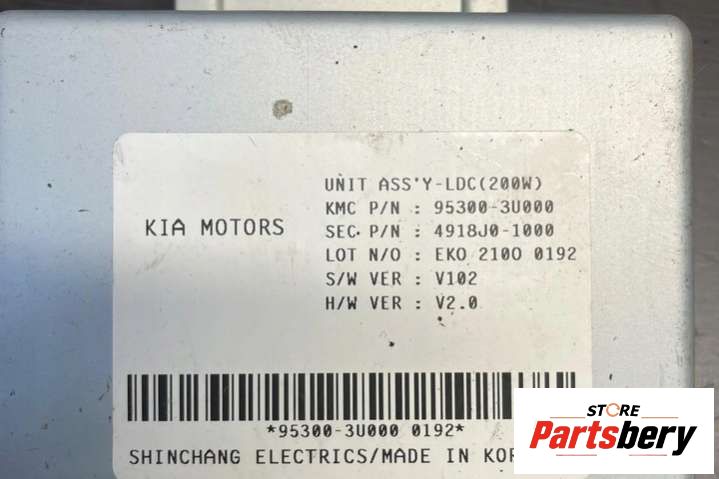 UNIT ASS'Y-LDC(200W)
KIA MOTORS
KMC P/N : 95300-3U000
SEC. P/N : 4918J0-1000
LOT N/O : EKO 2100 0192
S/W VER : V102
H/W VER : V2.0
*95300-3U000 0192*
SHINCHANG ELECTRICS/MADE IN KOR
STORE
Partsbery